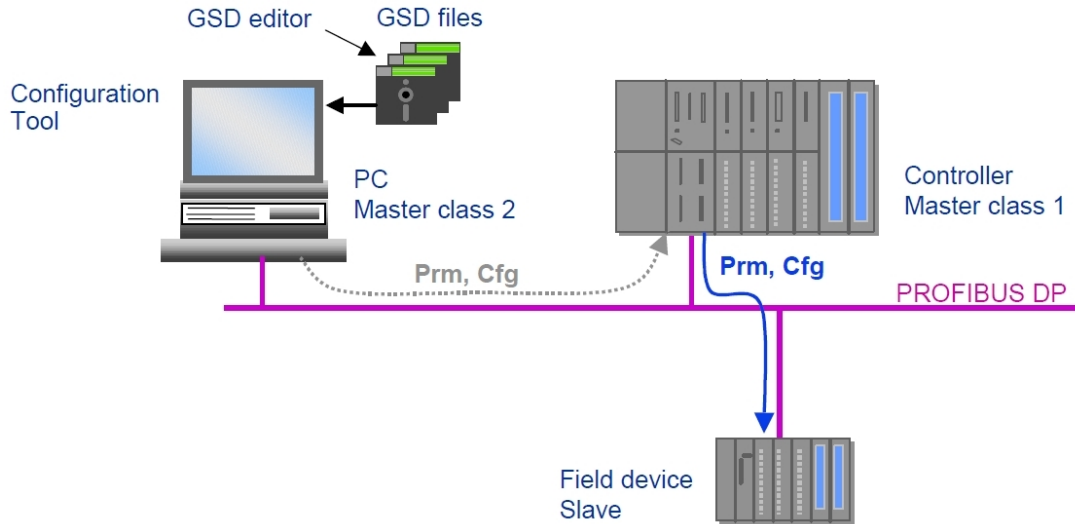 GSD editor
GSD files
Configuration
Tool
PC
Master class 2
Controller
Master class 1
Prm, Cfg
Prm, Cfg
PROFIBUS DP
Field device
Slave